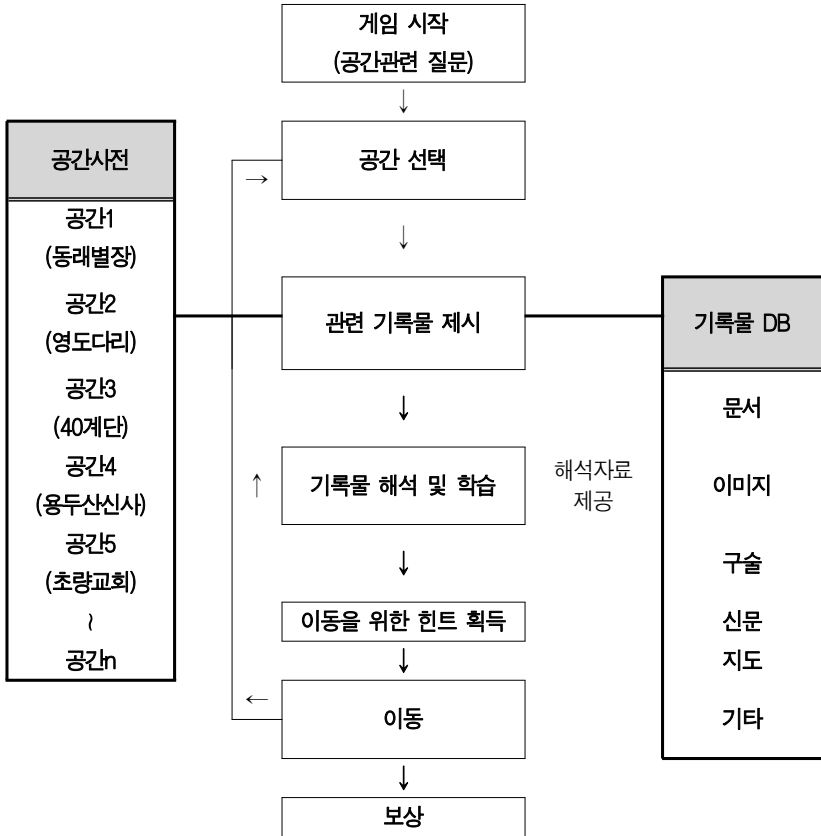 게임 시작
(공간관련 질문)
↓
공간사전
공간1
(동래별장)
공간2
(영도다리)
공간3
(40계단)
공간4
(용두산신사)
공간5
(초량교회)
~
공간n
→
공간 선택
↓
관련 기록물 제시
↓
↑
기록물 해석 및 학습
해석자료
제공
↓
이동을 위한 힌트 획득
↓
←
이동
↓
보상
기록물 DB
문서
이미지
구술
신문
지도
기타